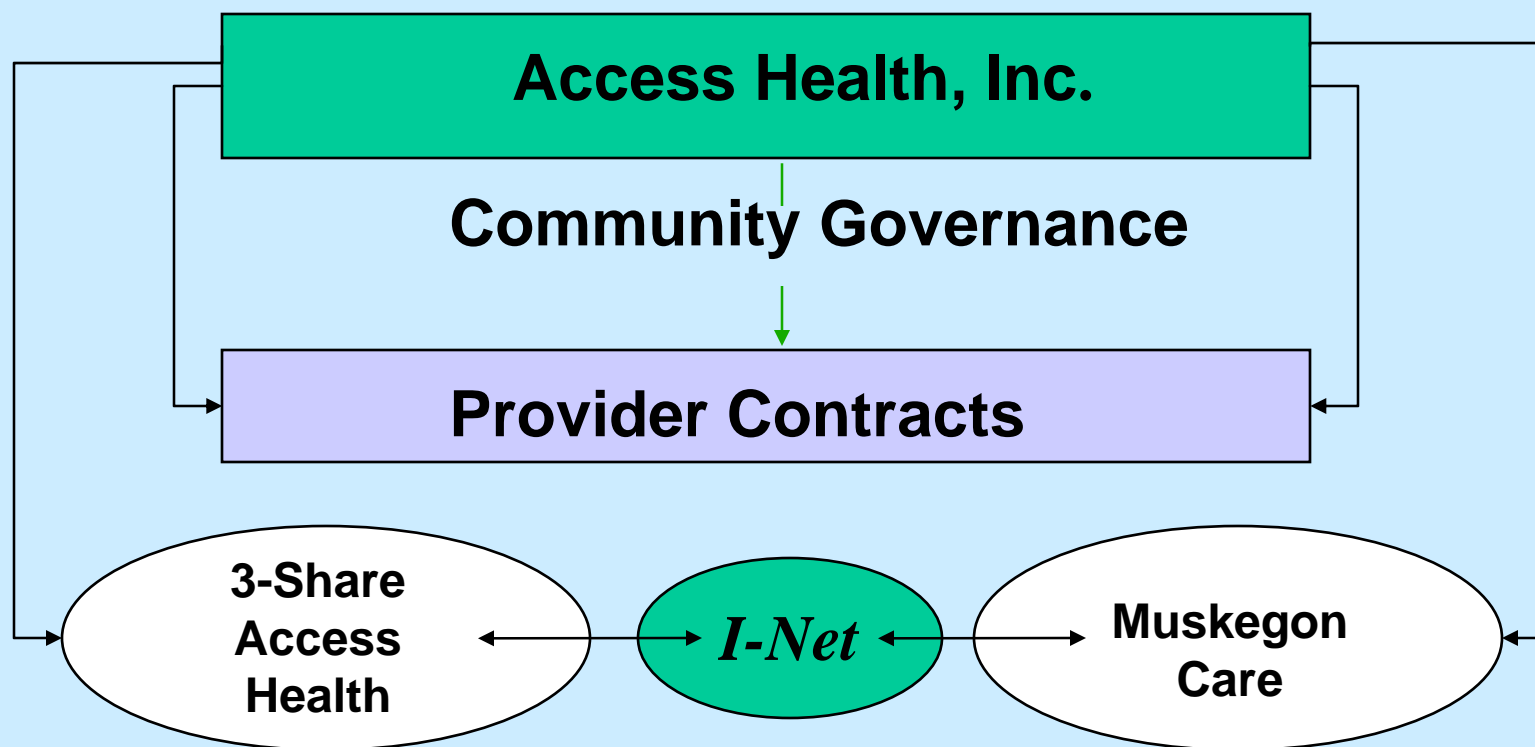 Access Health, Inc.
Community Governance
Provider Contracts
3-Share
Access
Health
I-Net
Muskegon
Care